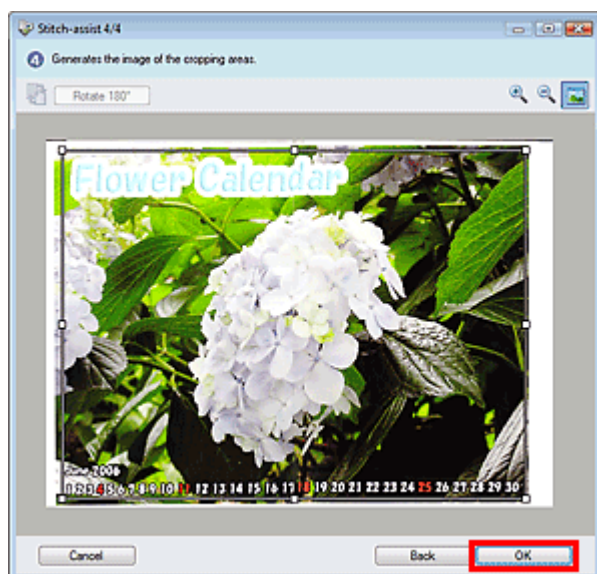 Stitch-assist 4/4
4 Generates the image of the cropping areas.
Rotate 180°
Flower Calendar
June 2006
1 2 3 4 5 6 7 8 9 10 11 12 13 14 15 16 17 18 19 20 21 22 23 24 25 26 27 28 29 30
Cancel Back OK